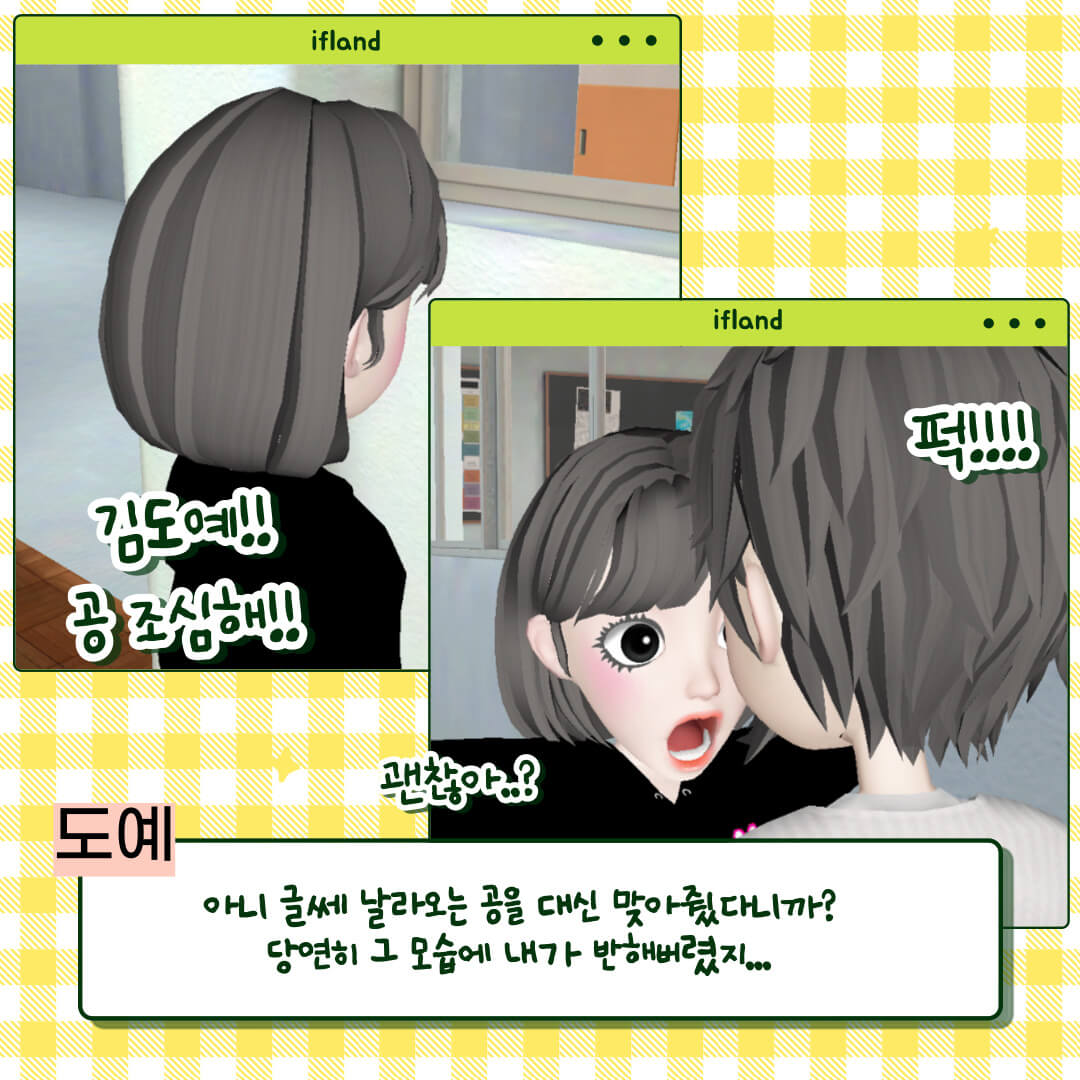 ifland
김도예!!
공 조심해!!
ifland
퍽!!!!
괜찮아..?
도예
아니 글쎄 날라오는 공을 대신 맞아줬다니까?
당연히 그 모습에 내가 반해버렸지...